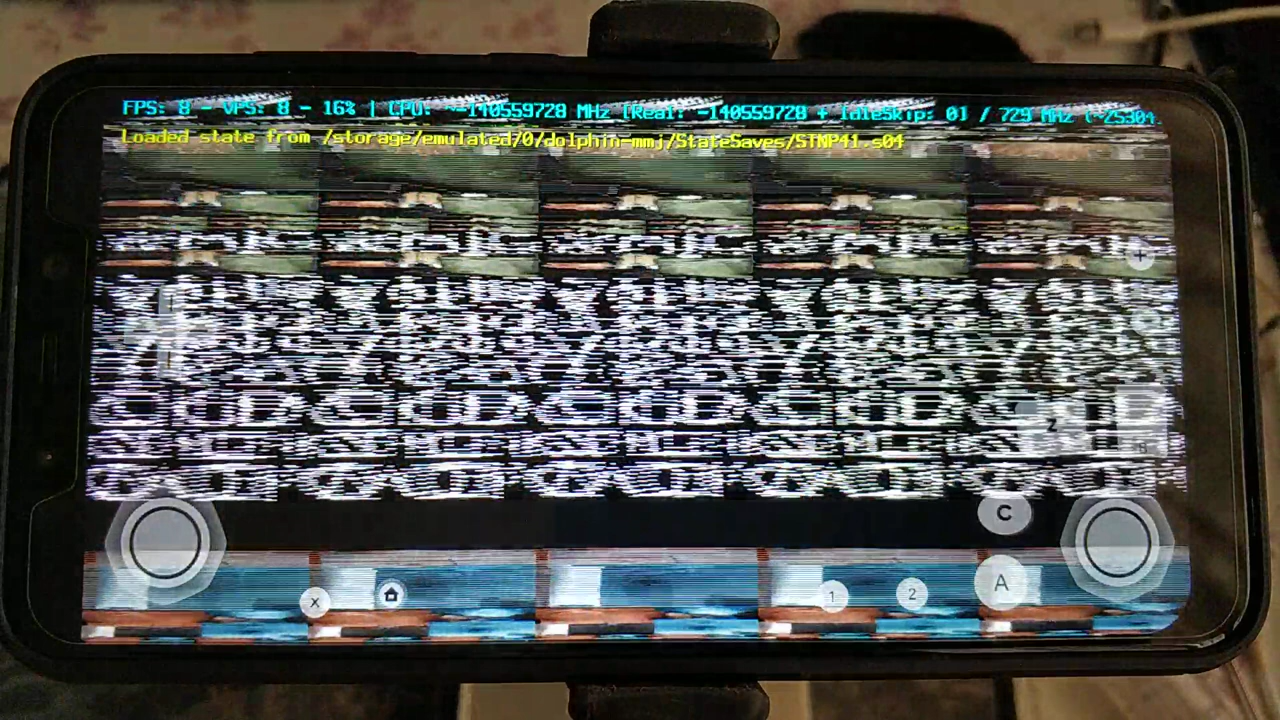 FPS: 8 - VPS: 8 - 16% | CPU: ~-140559728 MHz [Real: -140559728 + IdleSkip: 0] / 729 MHz (~25304.
Loaded state from /storage/emulated/0/dolphin-mmj/StateSaves/STNP41.s04
+
Z
C
A
X
1
2